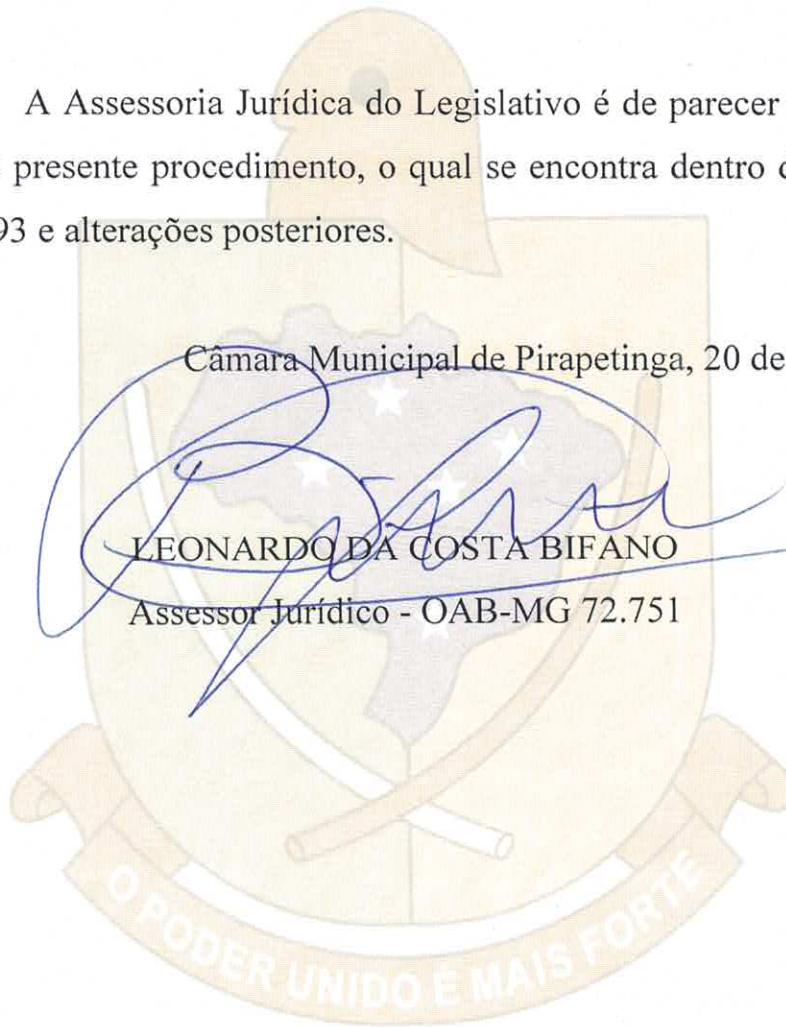 A Assessoria Jurídica do Legislativo é de parecer
presente procedimento, o qual se encontra dentro
93 e alterações posteriores.
Câmara Municipal de Pirapetinga, 20 de
LEONARDO DA COSTA BIFANO
Assessor Jurídico - OAB-MG 72.751
O PODER UNIDO É MAIS FORTE